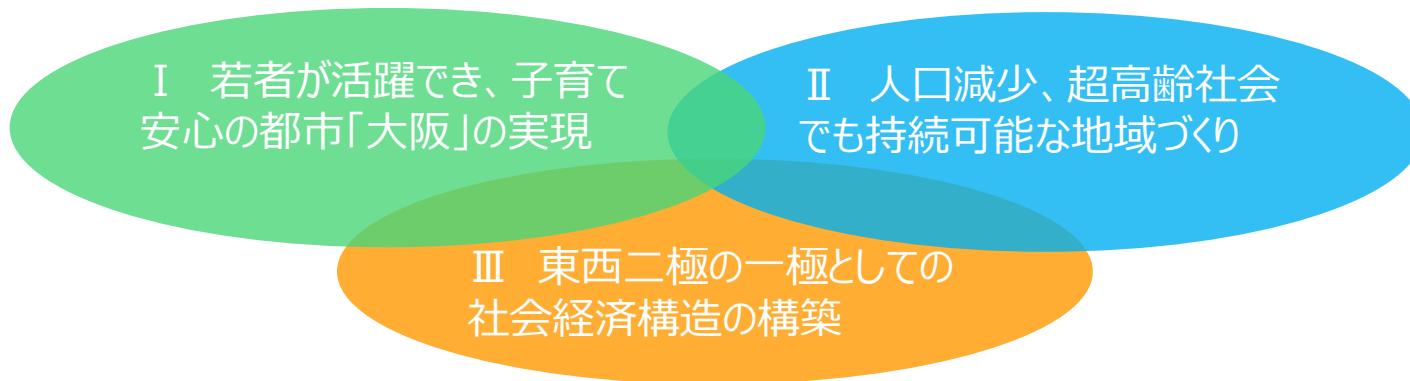 Ⅰ　若者が活躍でき、子育て
安心の都市「大阪」の実現
Ⅱ　人口減少、超高齢社会
でも持続可能な地域づくり
Ⅲ　東西二極の一極としての
社会経済構造の構築